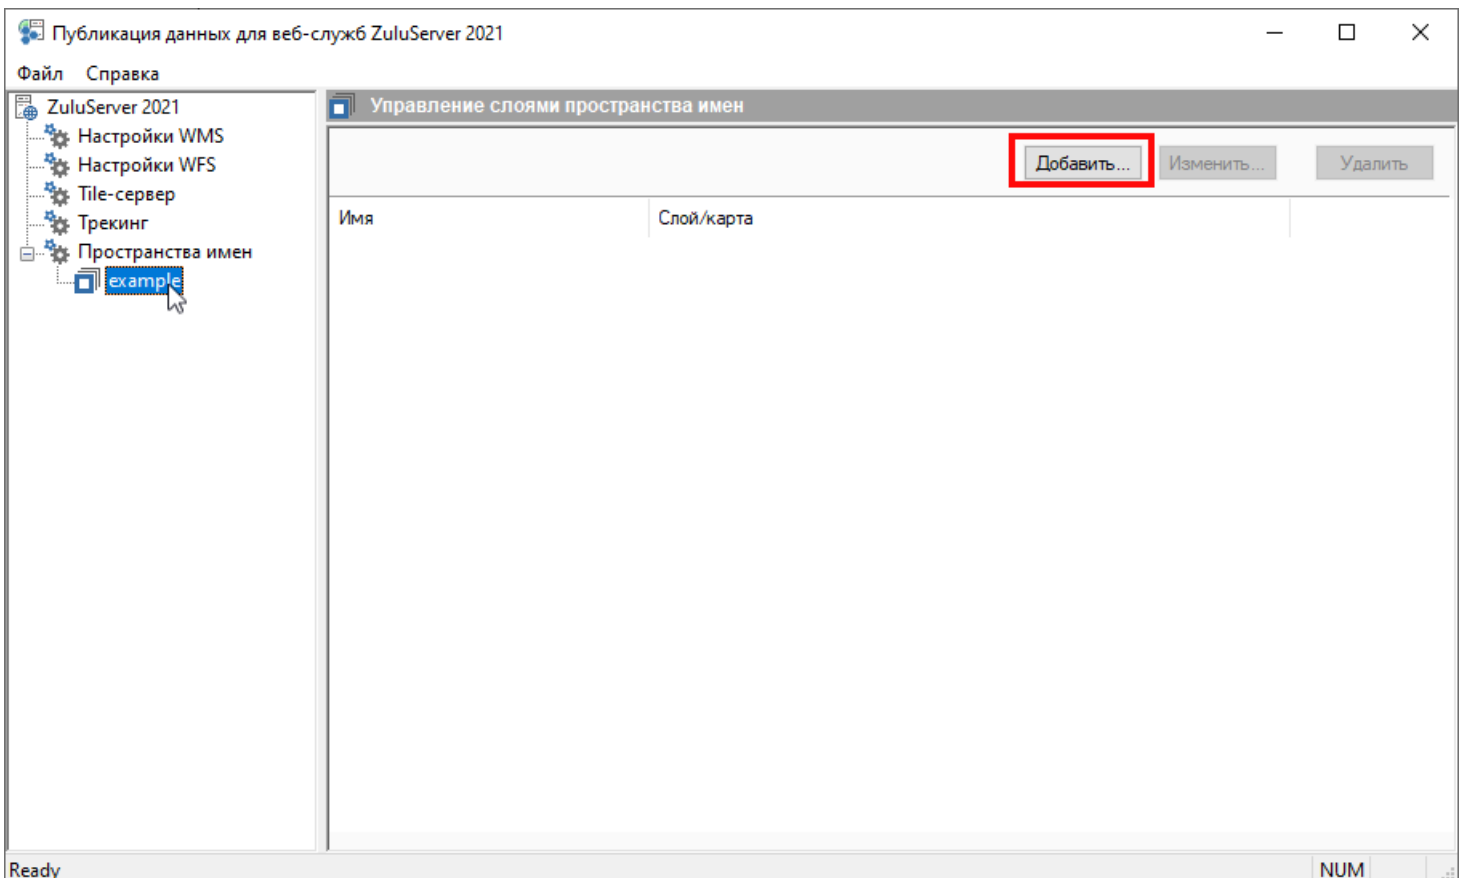 Публикация данных для веб-служб ZuluServer 2021
Файл Справка
ZuluServer 2021
Настройки WMS
Настройки WFS
Tile-сервер
Трекинг
Пространства имен
example
Управление слоями пространства имен
Добавить... Изменить... Удалить
Имя Слой/карта
Ready NUM